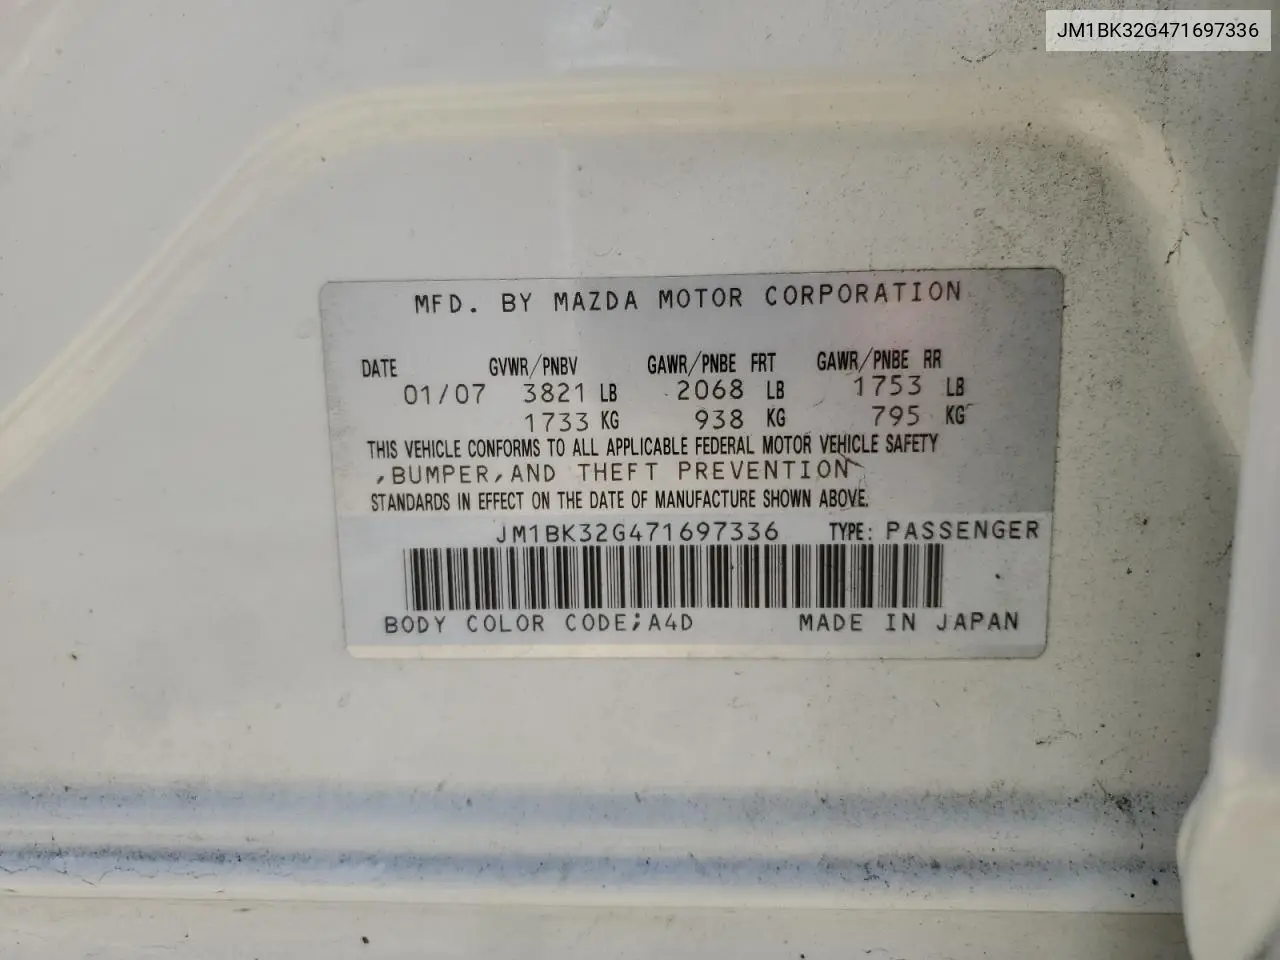 JM1BK32G471697336
MFD. BY MAZDA MOTOR CORPORATION
DATE GVWR/PNBV GAWR/PNBE FRT GAWR/PNBE RR
01/07 3821 LB 2068 LB 1753 LB
1733 KG 938 KG 795 KG
THIS VEHICLE CONFORMS TO ALL APPLICABLE FEDERAL MOTOR VEHICLE SAFETY
,BUMPER,AND THEFT PREVENTION
STANDARDS IN EFFECT ON THE DATE OF MANUFACTURE SHOWN ABOVE.
JM1BK32G471697336 TYPE: PASSENGER
BODY COLOR CODE;A4D MADE IN JAPAN